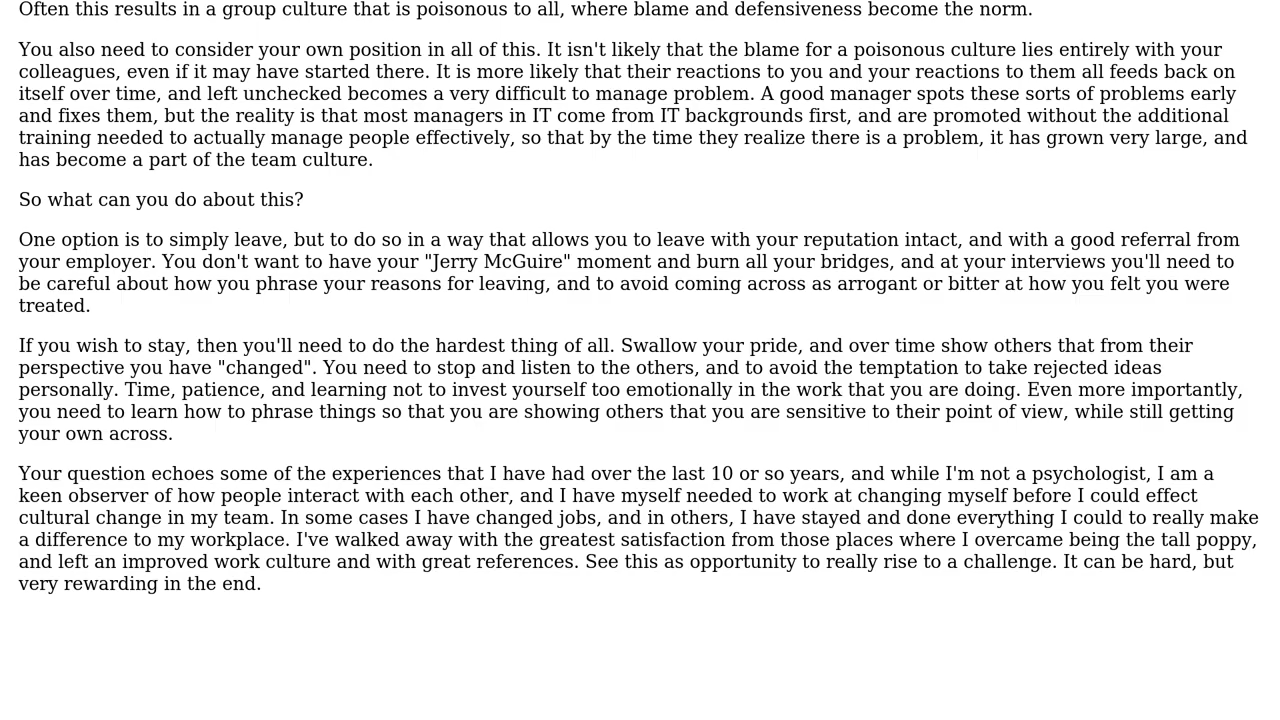 Often this results in a group culture that is poisonous to all, where blame and defensiveness become the norm.
You also need to consider your own position in all of this. It isn't likely that the blame for a poisonous culture lies entirely with your
colleagues, even if it may have started there. It is more likely that their reactions to you and your reactions to them all feeds back on
itself over time, and left unchecked becomes a very difficult to manage problem. A good manager spots these sorts of problems early
and fixes them, but the reality is that most managers in IT come from IT backgrounds first, and are promoted without the additional
training needed to actually manage people effectively, so that by the time they realize there is a problem, it has grown very large, and
has become a part of the team culture.
So what can you do about this?
One option is to simply leave, but to do so in a way that allows you to leave with your reputation intact, and with a good referral from
your employer. You don't want to have your "Jerry McGuire" moment and burn all your bridges, and at your interviews you'll need to
be careful about how you phrase your reasons for leaving, and to avoid coming across as arrogant or bitter at how you felt you were
treated.
If you wish to stay, then you'll need to do the hardest thing of all. Swallow your pride, and over time show others that from their
perspective you have "changed". You need to stop and listen to the others, and to avoid the temptation to take rejected ideas
personally. Time, patience, and learning not to invest yourself too emotionally in the work that you are doing. Even more importantly,
you need to learn how to phrase things so that you are showing others that you are sensitive to their point of view, while still getting
your own across.
Your question echoes some of the experiences that I have had over the last 10 or so years, and while I'm not a psychologist, I am a
keen observer of how people interact with each other, and I have myself needed to work at changing myself before I could effect
cultural change in my team. In some cases I have changed jobs, and in others, I have stayed and done everything I could to really make
a difference to my workplace. I've walked away with the greatest satisfaction from those places where I overcame being the tall poppy,
and left an improved work culture and with great references. See this as opportunity to really rise to a challenge. It can be hard, but
very rewarding in the end.